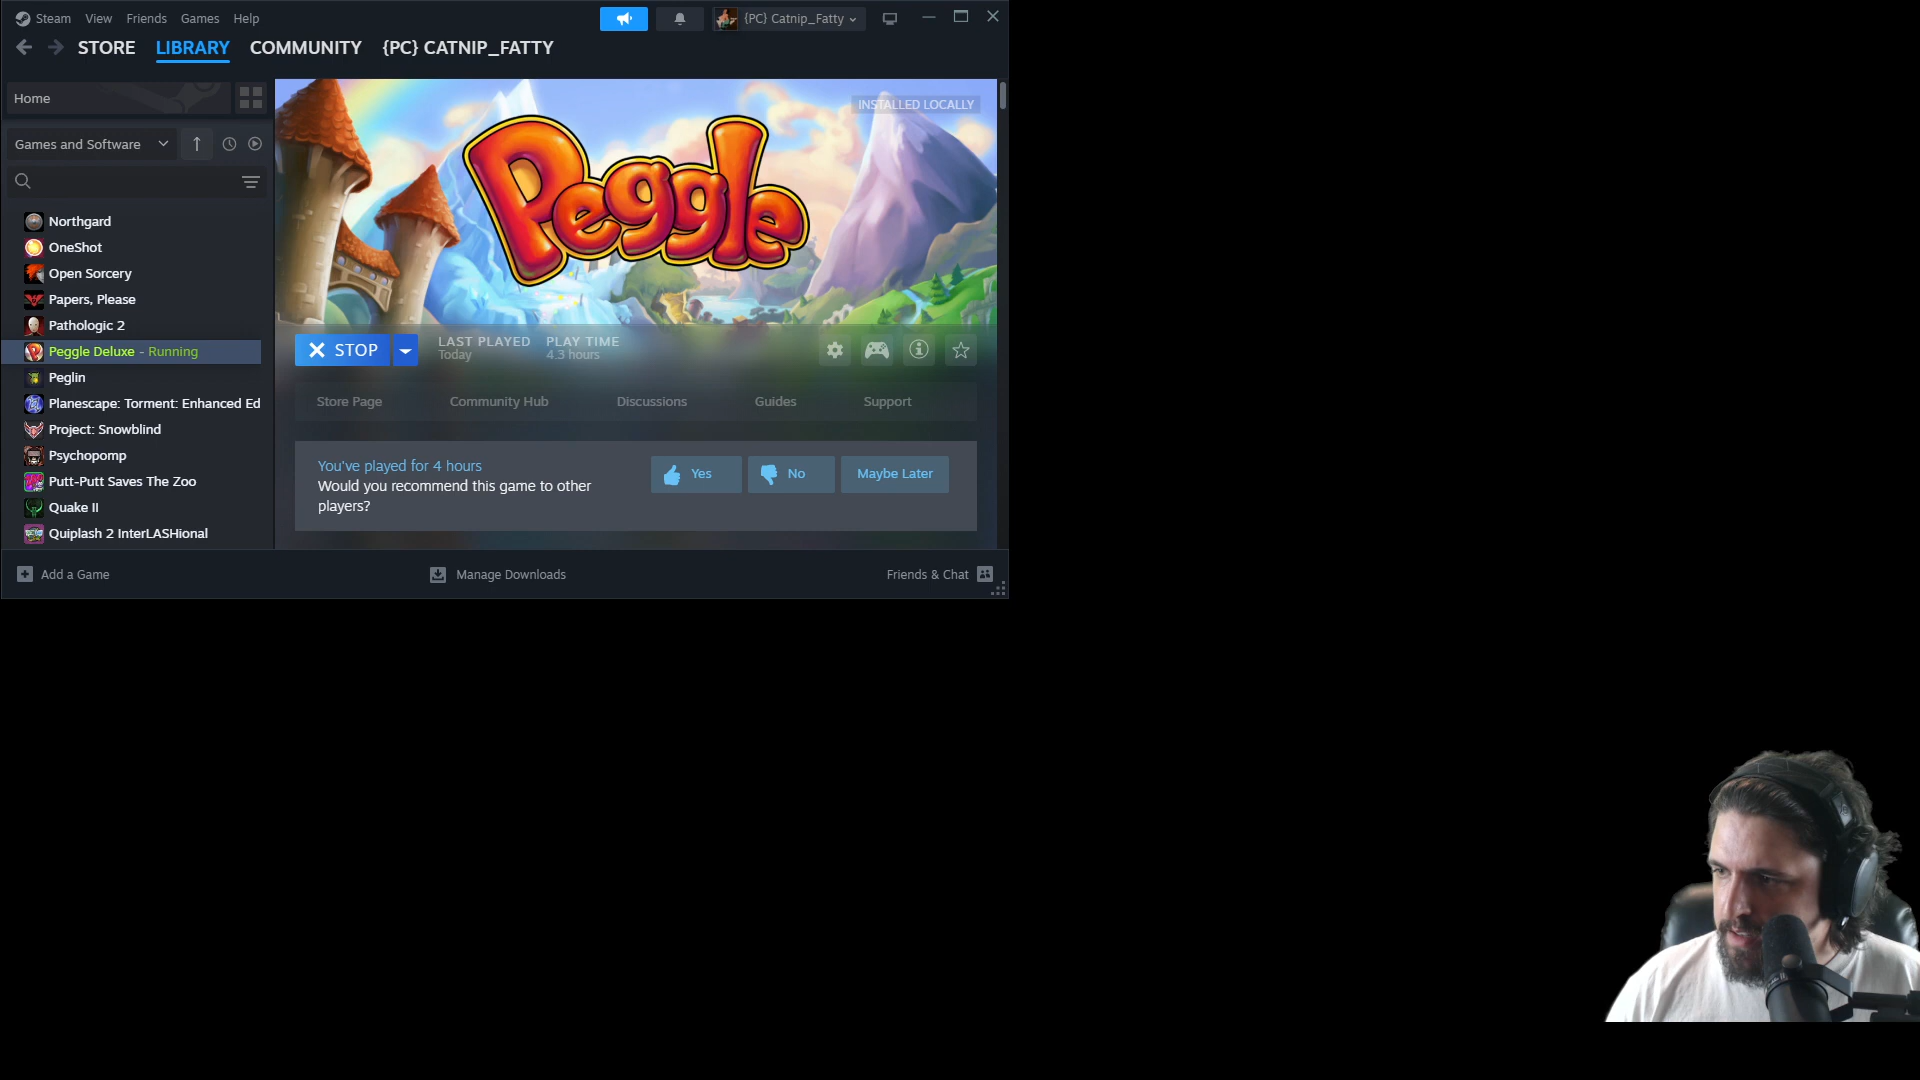 Steam View Friends Games Help
{PC} Catnip_Fatty
STORE LIBRARY COMMUNITY {PC} CATNIP_FATTY
Home
Games and Software
Northgard
OneShot
Open Sorcery
Papers, Please
Pathologic 2
Peggle Deluxe - Running
Peglin
Planescape: Torment: Enhanced Ed
Project: Snowblind
Psychopomp
Putt-Putt Saves The Zoo
Quake II
Quiplash 2 InterLASHional
INSTALLED LOCALLY
Peggle
STOP
LAST PLAYED
Today
PLAY TIME
4.3 hours
Store Page Community Hub Discussions Guides Support
You've played for 4 hours
Would you recommend this game to other
players?
Yes No Maybe Later
Add a Game Manage Downloads Friends & Chat